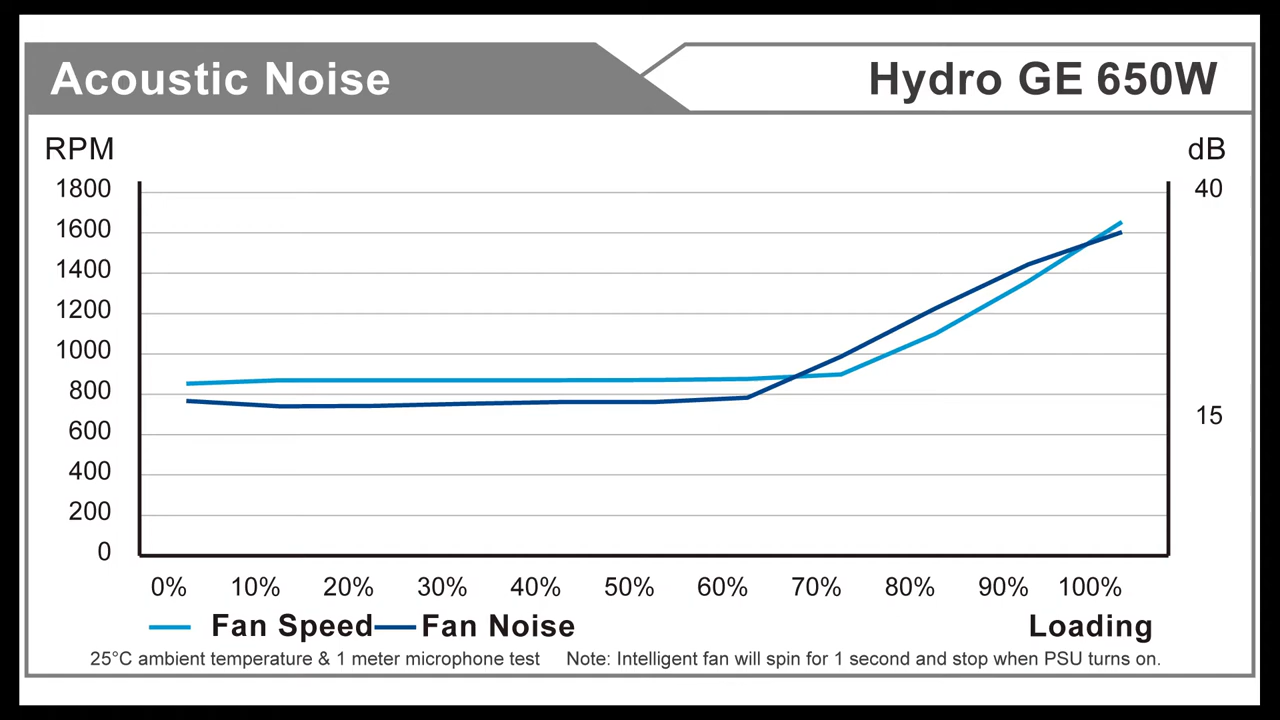 Acoustic Noise
Hydro GE 650W
RPM
dB
1800
40
1600
1400
1200
1000
800
15
600
400
200
0
0% 10% 20% 30% 40% 50% 60% 70% 80% 90% 100%
Fan Speed Fan Noise Loading
25°C ambient temperature & 1 meter microphone test Note: Intelligent fan will spin for 1 second and stop when PSU turns on.